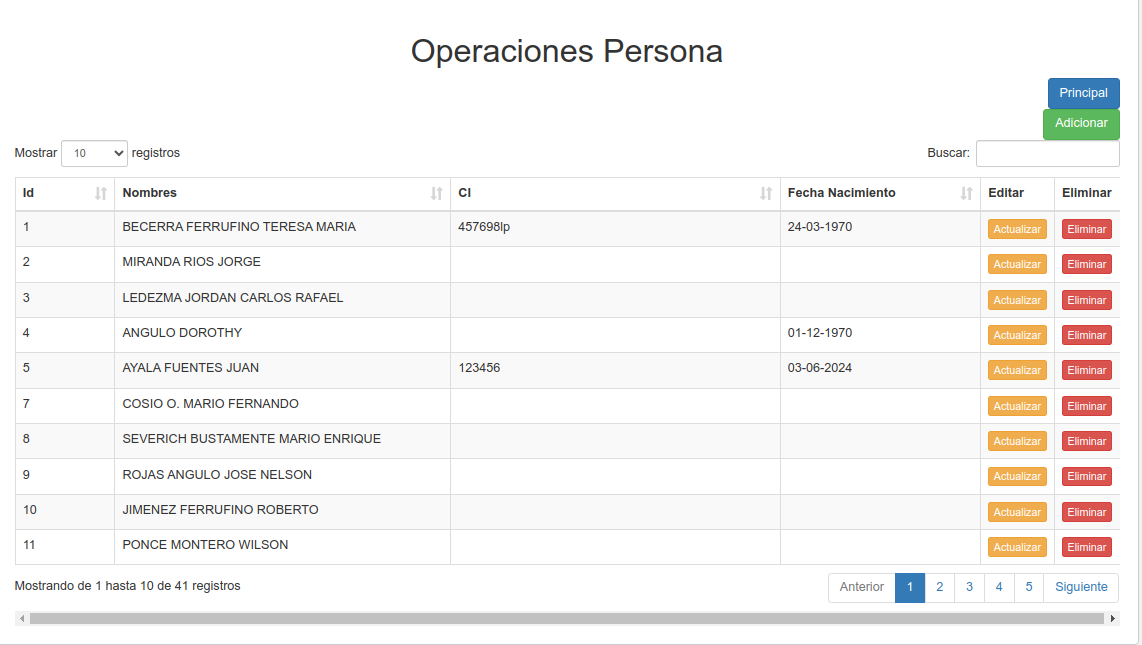 Operaciones Persona
Principal
Adicionar
Mostrar 10 registros Buscar:
Id Nombres CI Fecha Nacimiento Editar Eliminar
1 BECERRA FERRUFINO TERESA MARIA 457698lp 24-03-1970 Actualizar Eliminar
2 MIRANDA RIOS JORGE Actualizar Eliminar
3 LEDEZMA JORDAN CARLOS RAFAEL Actualizar Eliminar
4 ANGULO DOROTHY 01-12-1970 Actualizar Eliminar
5 AYALA FUENTES JUAN 123456 03-06-2024 Actualizar Eliminar
7 COSIO O. MARIO FERNANDO Actualizar Eliminar
8 SEVERICH BUSTAMENTE MARIO ENRIQUE Actualizar Eliminar
9 ROJAS ANGULO JOSE NELSON Actualizar Eliminar
10 JIMENEZ FERRUFINO ROBERTO Actualizar Eliminar
11 PONCE MONTERO WILSON Actualizar Eliminar
Mostrando de 1 hasta 10 de 41 registros Anterior 1 2 3 4 5 Siguiente